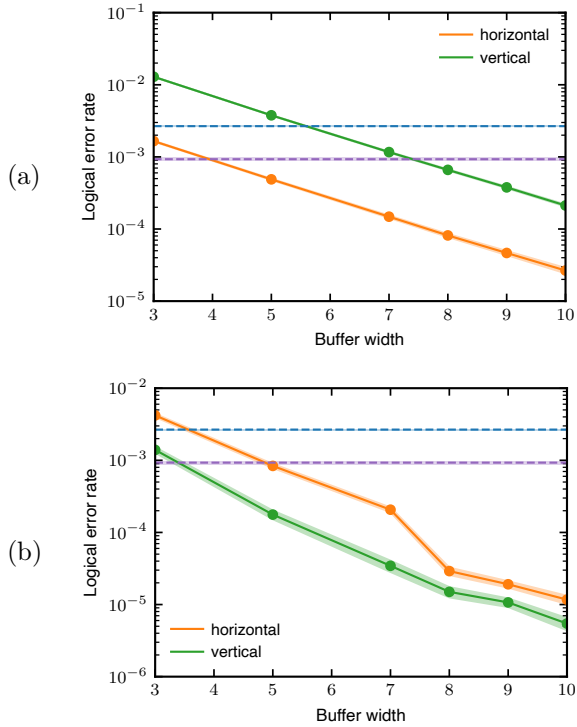 10⁻¹
10⁻²
10⁻³
10⁻⁴
10⁻⁵
Logical error rate
(a)
horizontal
vertical
3 4 5 6 7 8 9 10
Buffer width
10⁻²
10⁻³
10⁻⁴
10⁻⁵
10⁻⁶
Logical error rate
(b)
horizontal
vertical
3 4 5 6 7 8 9 10
Buffer width